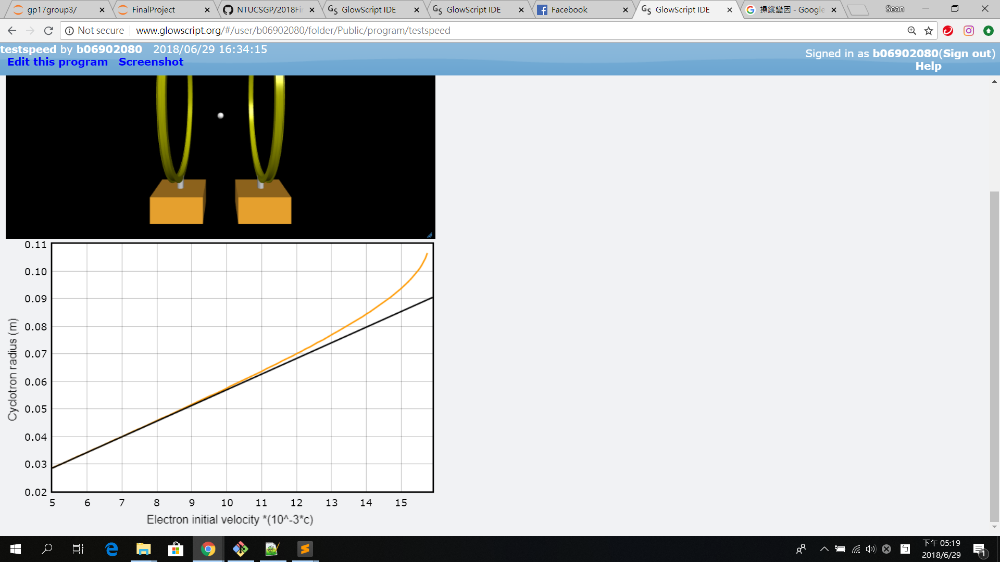 gp17group3/
FinalProject
NTUCSGP/2018Fi
GlowScript IDE
GlowScript IDE
Facebook
GlowScript IDE
操縱變因 - Google
Sean
Not secure
www.glowscript.org/#/user/b06902080/folder/Public/program/testspeed
testspeed by b06902080 2018/06/29 16:34:15
Signed in as b06902080(Sign out)
Edit this program Screenshot
Help
0.11
0.10
0.09
0.08
0.07
0.06
0.05
0.04
0.03
0.02
Cyclotron radius (m)
5 6 7 8 9 10 11 12 13 14 15
Electron initial velocity *(10^-3*c)
下午 05:19
2018/6/29
1